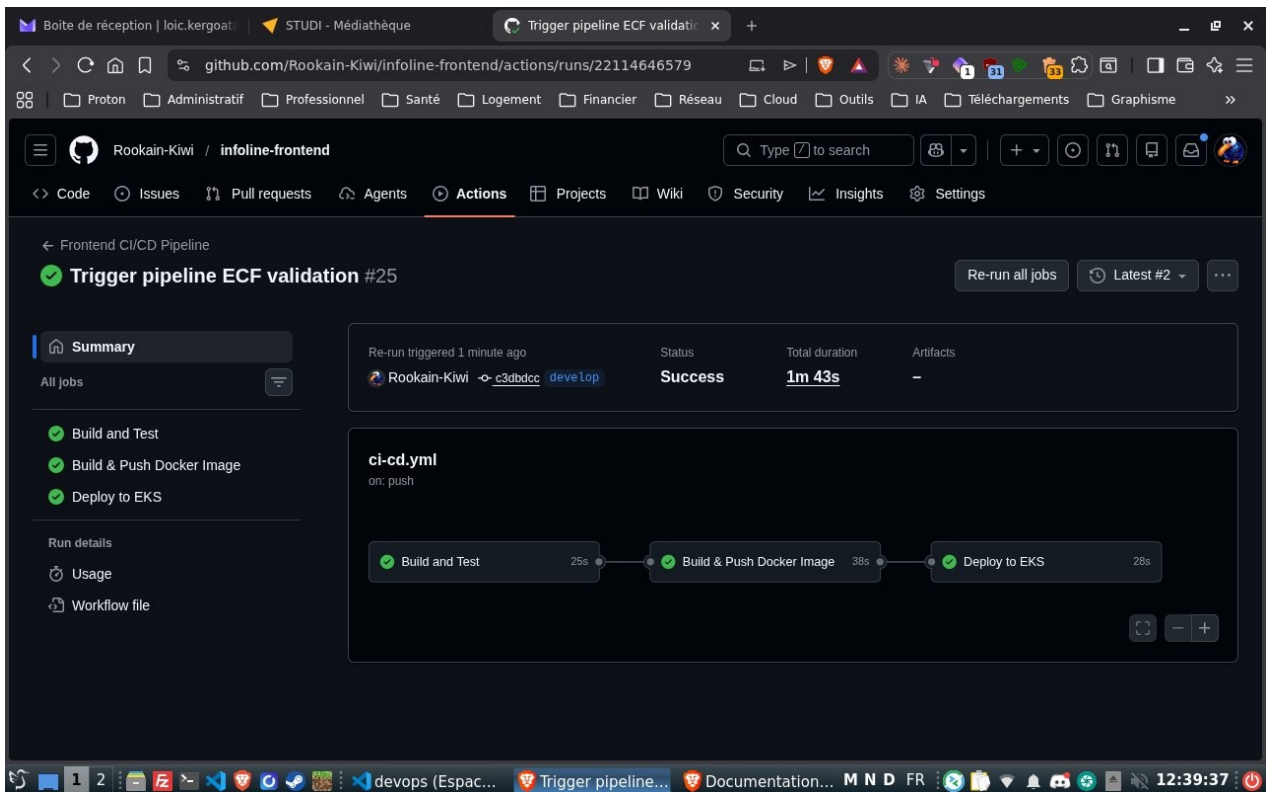 Boite de réception | loic.kergoat
STUDI - Médiathèque
Trigger pipeline ECF validatic
github.com/Rookain-Kiwi/infoline-frontend/actions/runs/22114646579
1
31
33
Proton Administratif Professionnel Santé Logement Financier Réseau Cloud Outils IA Téléchargements Graphisme »
Rookain-Kiwi / infoline-frontend
Type / to search
Code Issues Pull requests Agents Actions Projects Wiki Security Insights Settings
← Frontend CI/CD Pipeline
Trigger pipeline ECF validation #25
Re-run all jobs
Latest #2
Summary
All jobs
Build and Test
Build & Push Docker Image
Deploy to EKS
Run details
Usage
Workflow file
Re-run triggered 1 minute ago
Rookain-Kiwi c3dbdcc develop
Status
Success
Total duration
1m 43s
Artifacts
–
ci-cd.yml
on: push
Build and Test 25s
Build & Push Docker Image 38s
Deploy to EKS 28s
1 2 devops (Espac... Trigger pipeline... Documentation... M N D FR 12:39:37